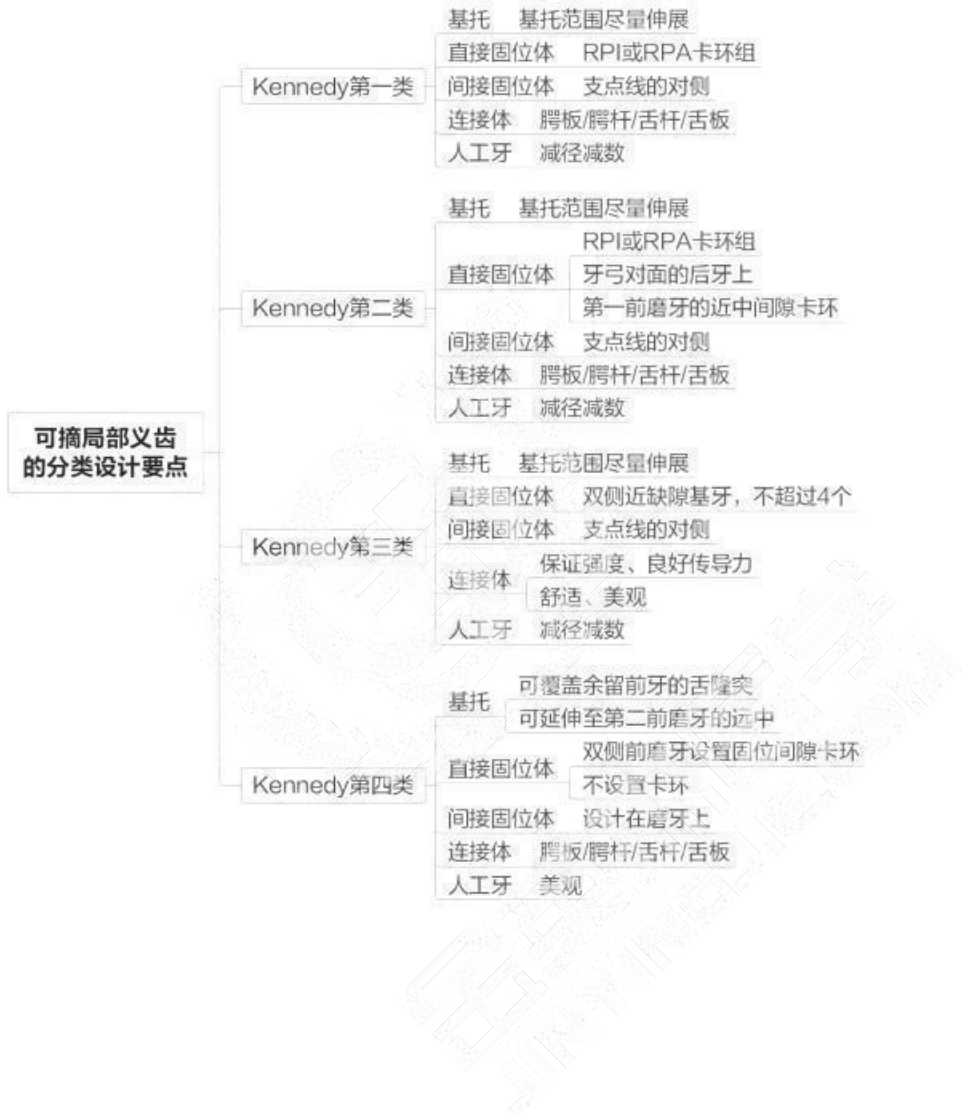 可摘局部义齿
的分类设计要点
Kennedy第一类
基托 基托范围尽量伸展
直接固位体 RPI或RPA卡环组
间接固位体 支点线的对侧
连接体 腭板/腭杆/舌杆/舌板
人工牙 减径减数
Kennedy第二类
基托 基托范围尽量伸展
直接固位体
RPI或RPA卡环组
牙弓对面的后牙上
第一前磨牙的近中间隙卡环
间接固位体 支点线的对侧
连接体 腭板/腭杆/舌杆/舌板
人工牙 减径减数
Kennedy第三类
基托 基托范围尽量伸展
直接固位体 双侧近缺隙基牙，不超过4个
间接固位体 支点线的对侧
连接体
保证强度、良好传导力
舒适、美观
人工牙 减径减数
Kennedy第四类
基托
可覆盖余留前牙的舌隆突
可延伸至第二前磨牙的远中
直接固位体
双侧前磨牙设置固位间隙卡环
不设置卡环
间接固位体 设计在磨牙上
连接体 腭板/腭杆/舌杆/舌板
人工牙 美观